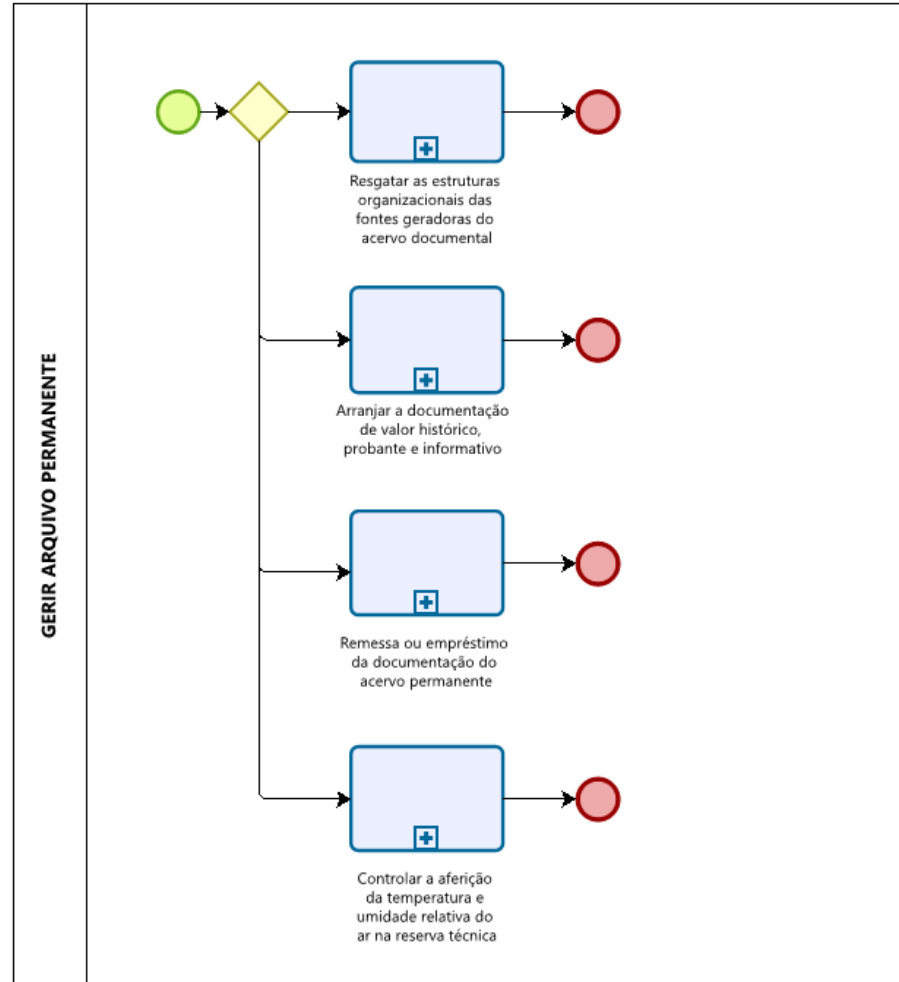 GERIR ARQUIVO PERMANENTE
Resgatar as estruturas
organizacionais das
fontes geradoras do
acervo documental
Arranjar a documentação
de valor histórico,
probante e informativo
Remessa ou empréstimo
da documentação do
acervo permanente
Controlar a aferição
da temperatura e
umidade relativa do
ar na reserva técnica